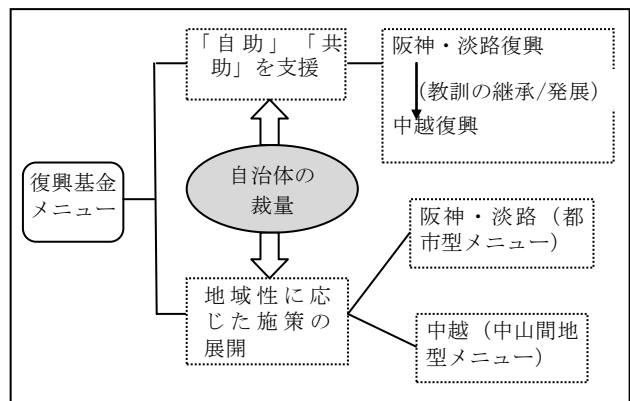 「自助」「共
助」を支援
阪神・淡路復興
(教訓の継承/発展)
中越復興
自治体の
裁量
復興基金
メニュー
阪神・淡路（都
市型メニュー）
地域性に応
じた施策の
展開
中越（中山間地
型メニュー）